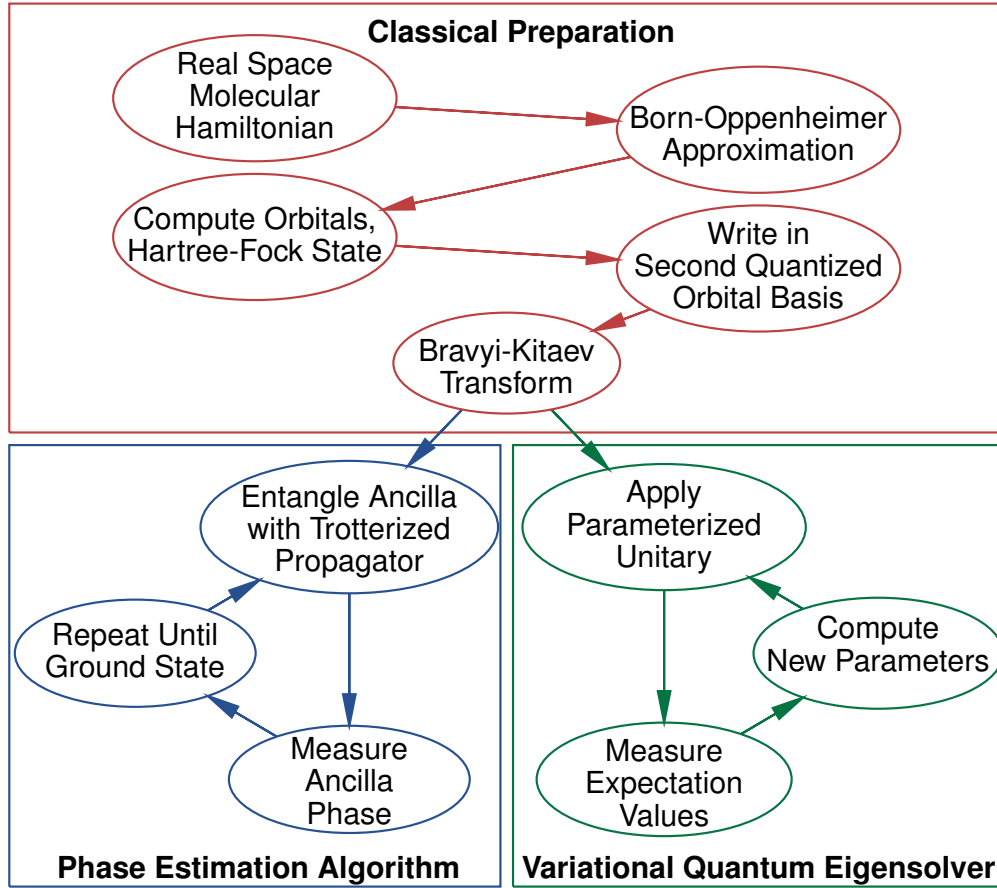 Classical Preparation
Real Space
Molecular
Hamiltonian
Born-Oppenheimer
Approximation
Compute Orbitals,
Hartree-Fock State
Write in
Second Quantized
Orbital Basis
Bravyi-Kitaev
Transform
Entangle Ancilla
with Trotterized
Propagator
Repeat Until
Ground State
Measure
Ancilla
Phase
Phase Estimation Algorithm
Apply
Parameterized
Unitary
Compute
New Parameters
Measure
Expectation
Values
Variational Quantum Eigensolver